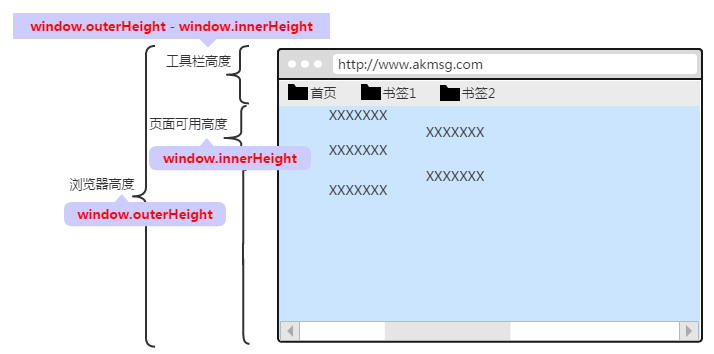 window.outerHeight - window.innerHeight
工具栏高度
http://www.akmsg.com
首页 书签1 书签2
页面可用高度
XXXXXXX
XXXXXXX
window.innerHeight
XXXXXXX
浏览器高度
XXXXXXX
XXXXXXX
window.outerHeight